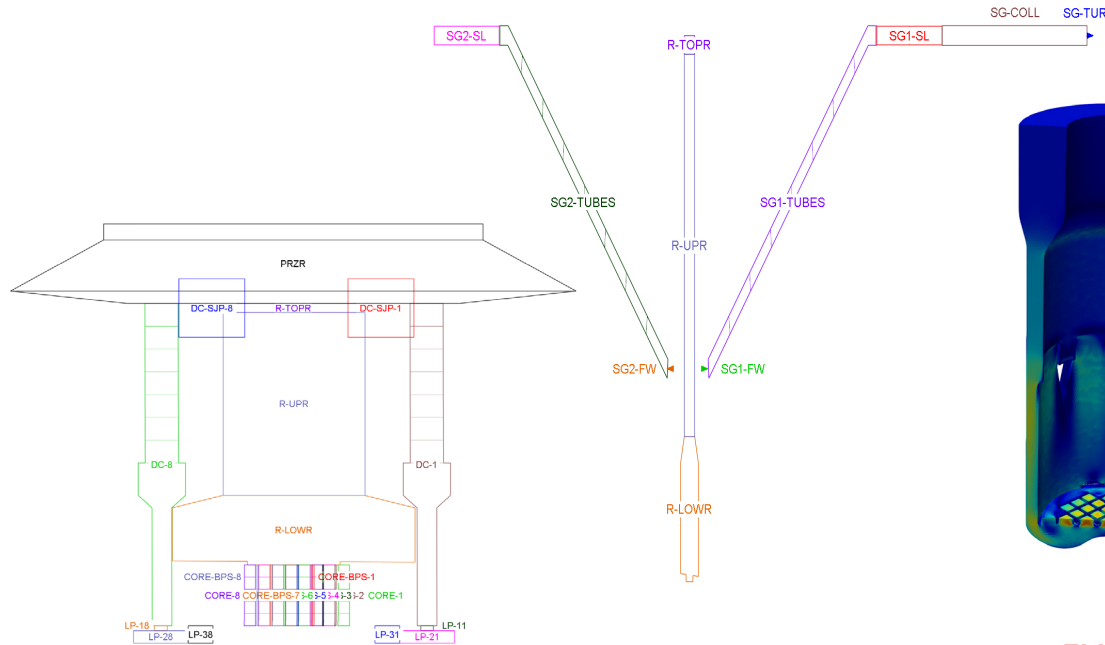 SG-COLL
SG-TUR
SG2-SL
R-TOPR
SG1-SL
SG2-TUBES
SG1-TUBES
R-UPR
SG2-FW
SG1-FW
R-LOWR
PRZR
DC-SJP-8
R-TOPR
DC-SJP-1
R-UPR
DC-8
DC-1
R-LOWR
CORE-BPS-8
CORE-BPS-1
CORE-8
CORE-BPS-7
CORE-1
LP-18
LP-28
LP-38
LP-31
LP-21
LP-11